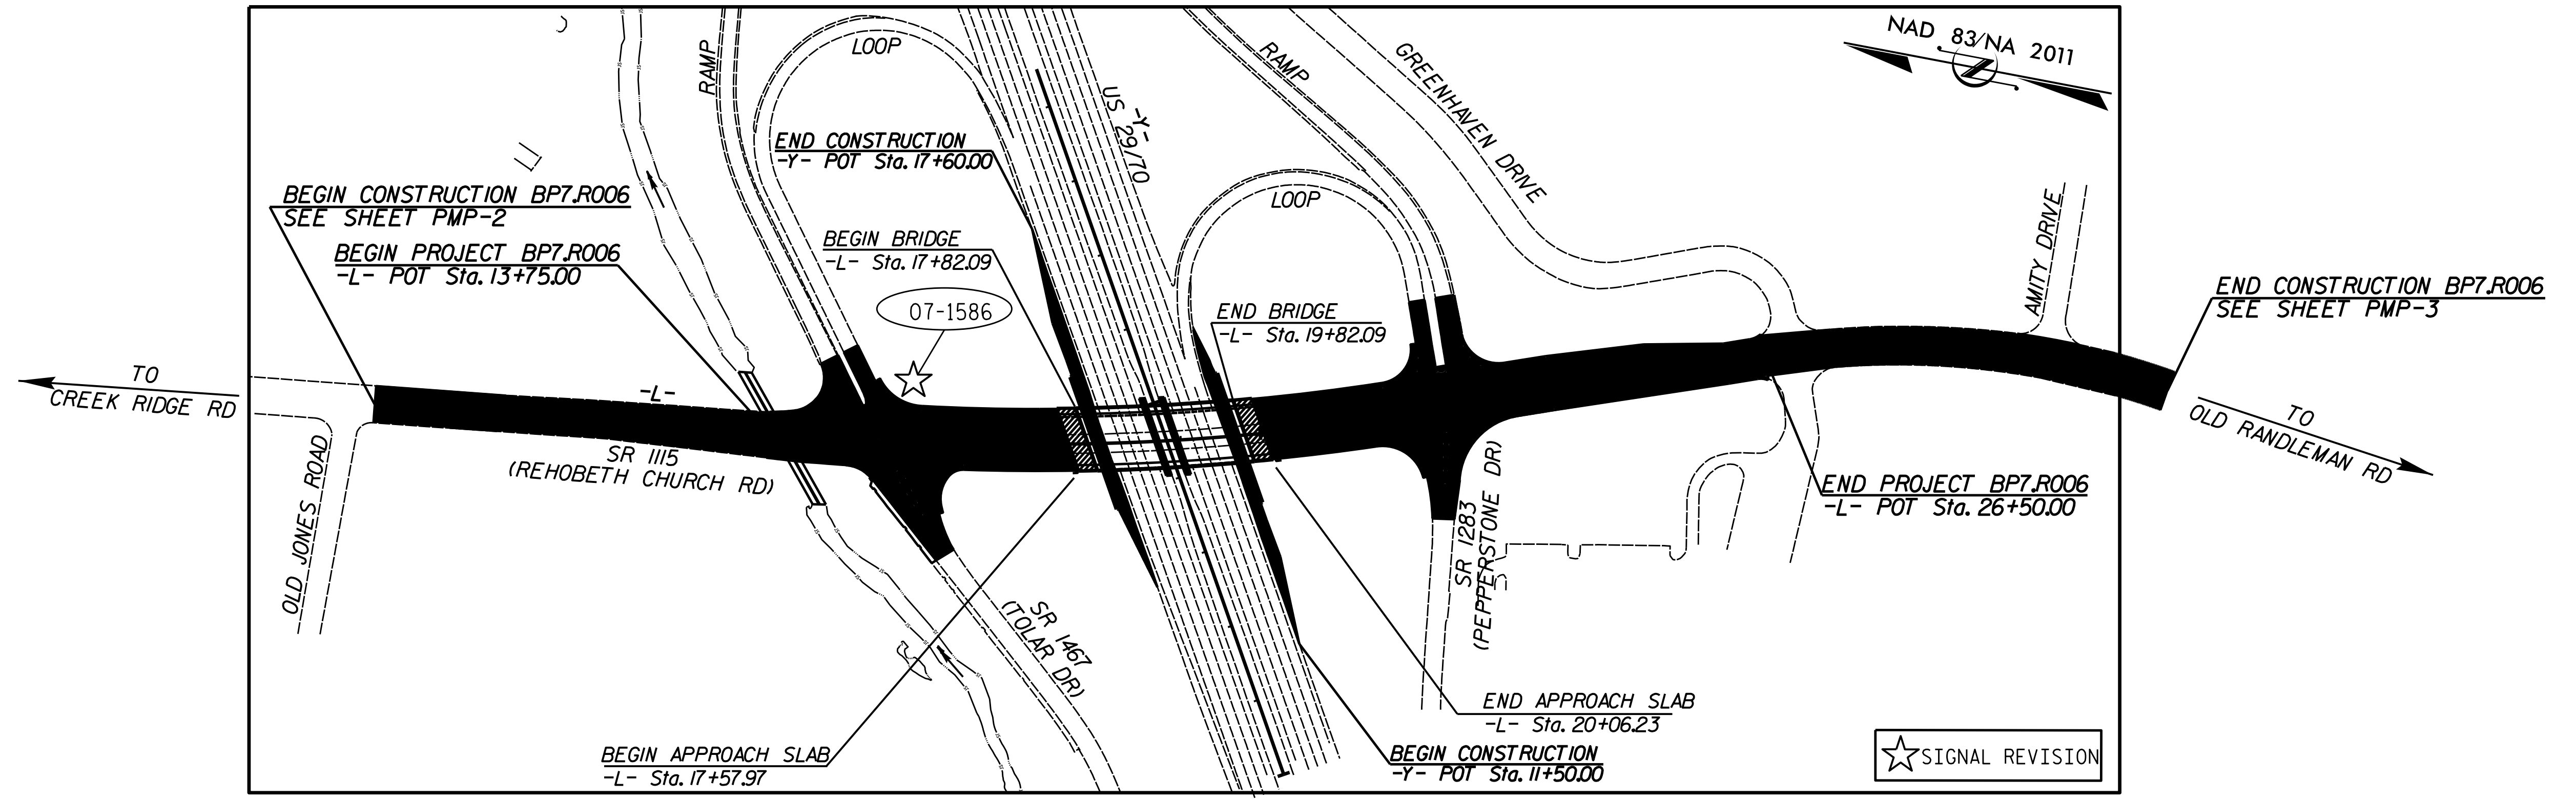 NAD 83/NA 2011
RAMP
LOOP
RAMP
GREENHAVEN DRIVE
-Y-
US 29/70
END CONSTRUCTION
-Y- POT Sta. 17+60.00
BEGIN CONSTRUCTION BP7.R006
SEE SHEET PMP-2
BEGIN PROJECT BP7.R006
-L- POT Sta. 13+75.00
BEGIN BRIDGE
-L- Sta. 17+82.09
07-1586
LOOP
END BRIDGE
-L- Sta. 19+82.09
AMITY DRIVE
END CONSTRUCTION BP7.R006
SEE SHEET PMP-3
TO
CREEK RIDGE RD
-L-
SR 1115
(REHOBETH CHURCH RD)
OLD JONES ROAD
TO
OLD RANDLEMAN RD
END PROJECT BP7.R006
-L- POT Sta. 26+50.00
SR 1283
(PEPPERSTONE DR)
SR 1467
(TOLAR DR)
END APPROACH SLAB
-L- Sta. 20+06.23
BEGIN APPROACH SLAB
-L- Sta. 17+57.97
BEGIN CONSTRUCTION
-Y- POT Sta. 11+50.00
SIGNAL REVISION